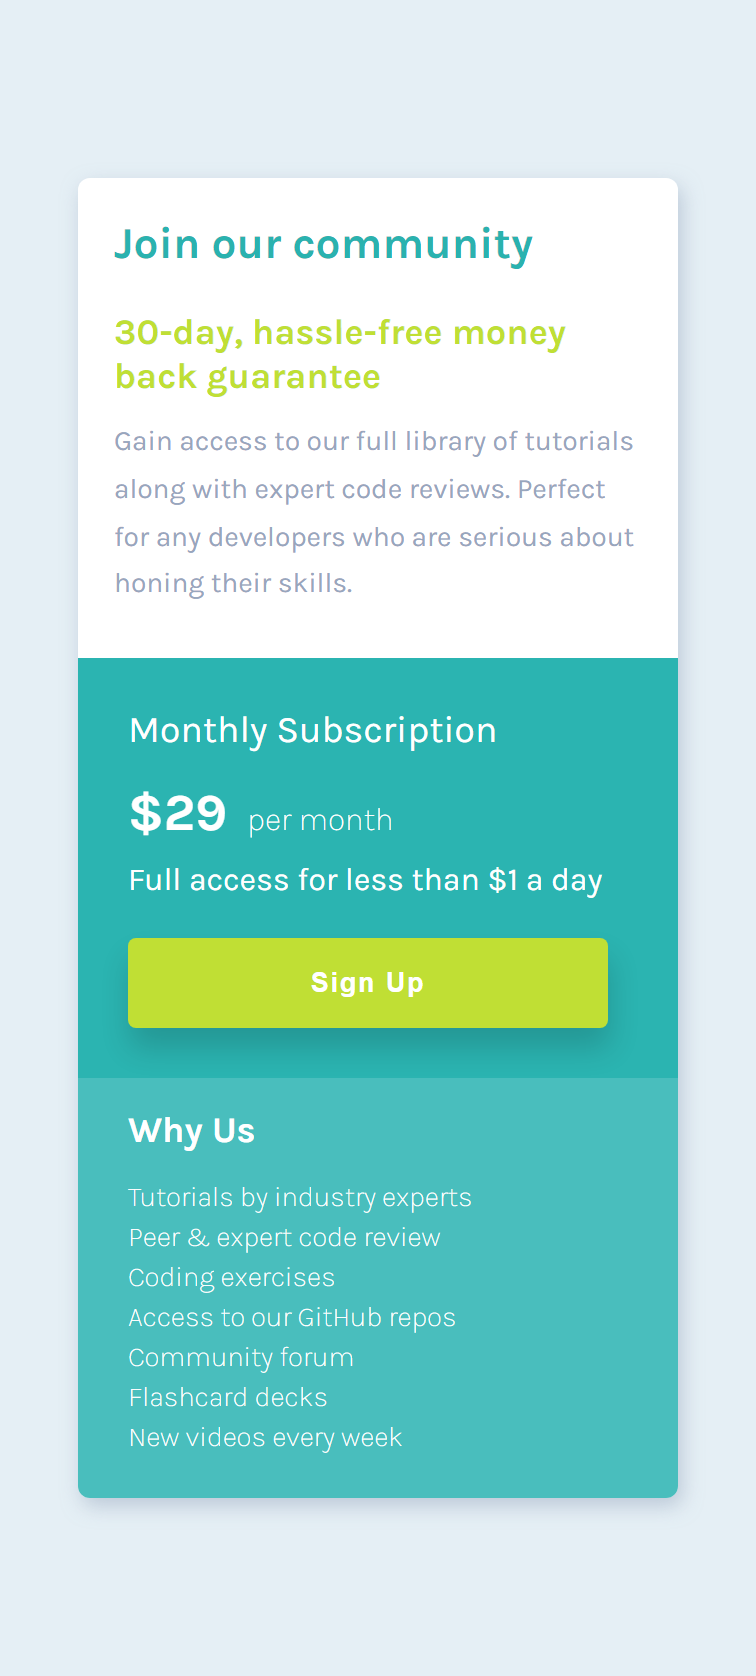 Join our community
30-day, hassle-free money
back guarantee
Gain access to our full library of tutorials
along with expert code reviews. Perfect
for any developers who are serious about
honing their skills.
Monthly Subscription
$29 per month
Full access for less than $1 a day
Sign Up
Why Us
Tutorials by industry experts
Peer & expert code review
Coding exercises
Access to our GitHub repos
Community forum
Flashcard decks
New videos every week